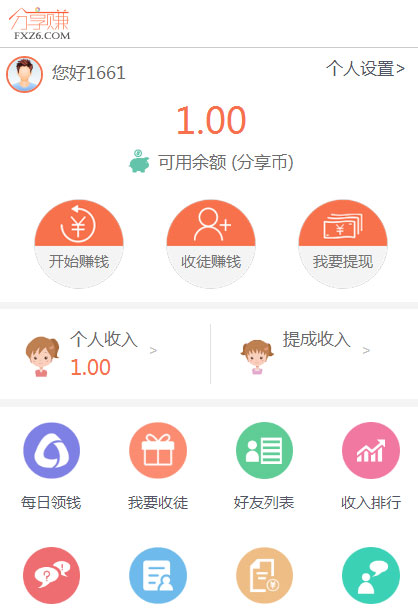 分享赚
FXZ6.COM
您好1661
个人设置>
1.00
可用余额 (分享币)
开始赚钱
收徒赚钱
我要提现
个人收入 >
1.00
提成收入 >
每日领钱
我要收徒
好友列表
收入排行